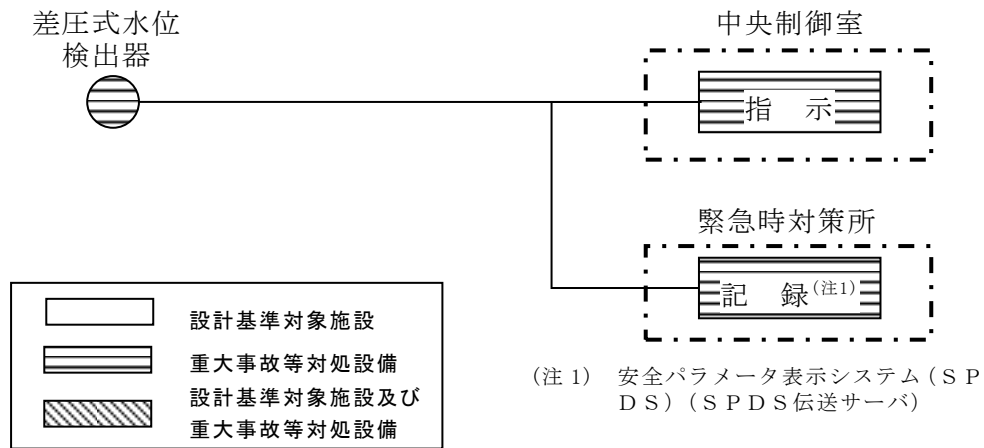 差圧式水位
検出器
中央制御室
指 示
緊急時対策所
記 録(注1)
設計基準対象施設
重大事故等対処設備
設計基準対象施設及び
重大事故等対処設備
(注1) 安全パラメータ表示システム(SP
DS)(SPDS伝送サーバ)